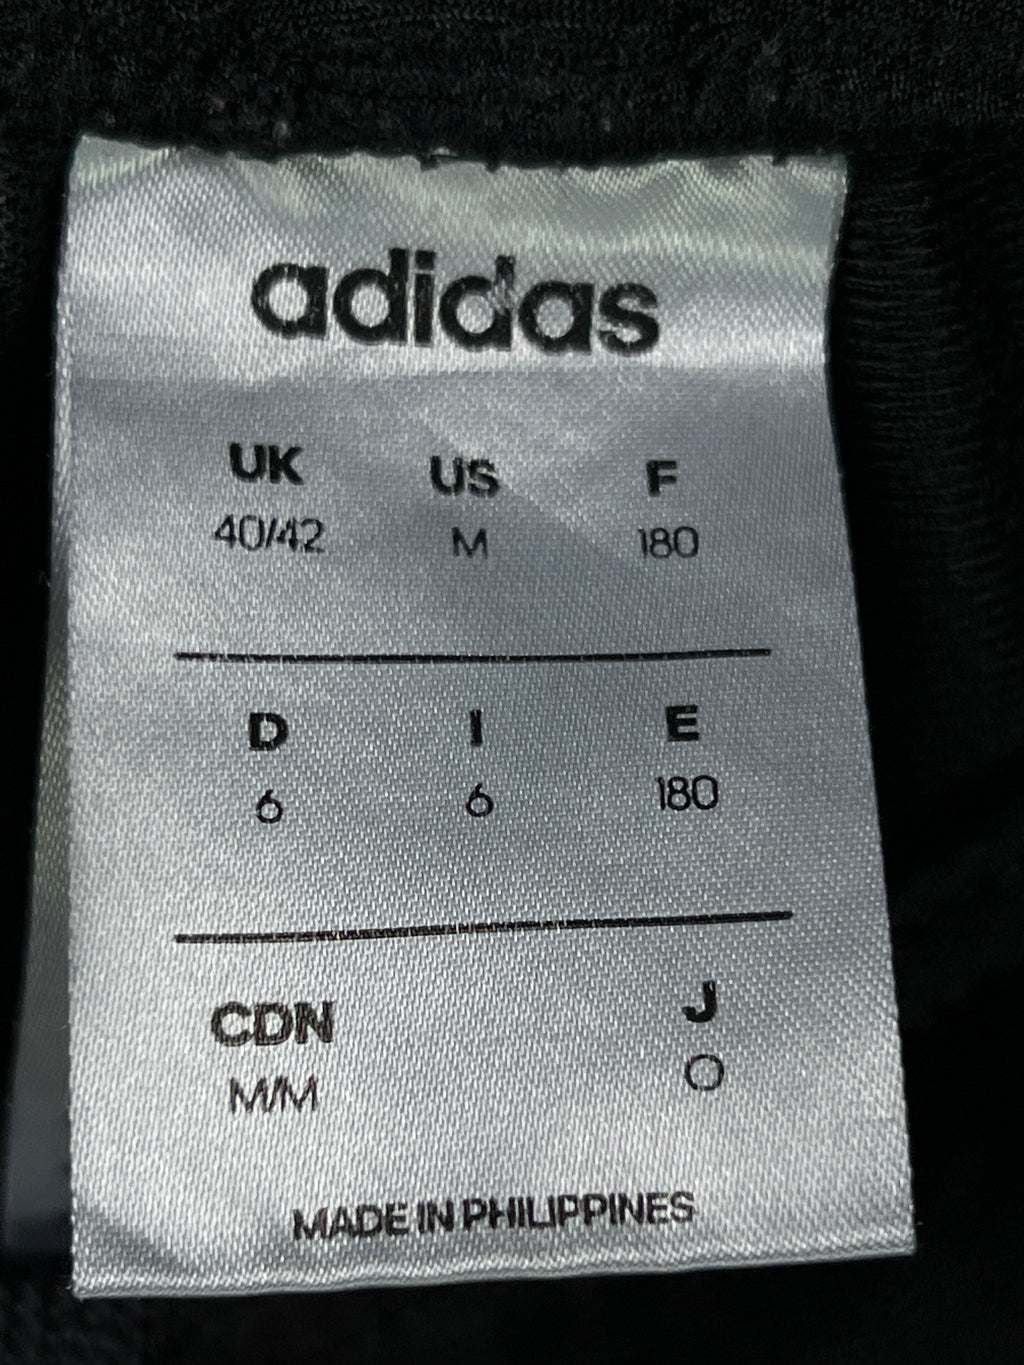 adidas
UK US F
40/42 M 180
D I E
6 6 180
CDN J
M/M O
MADE IN PHILIPPINES